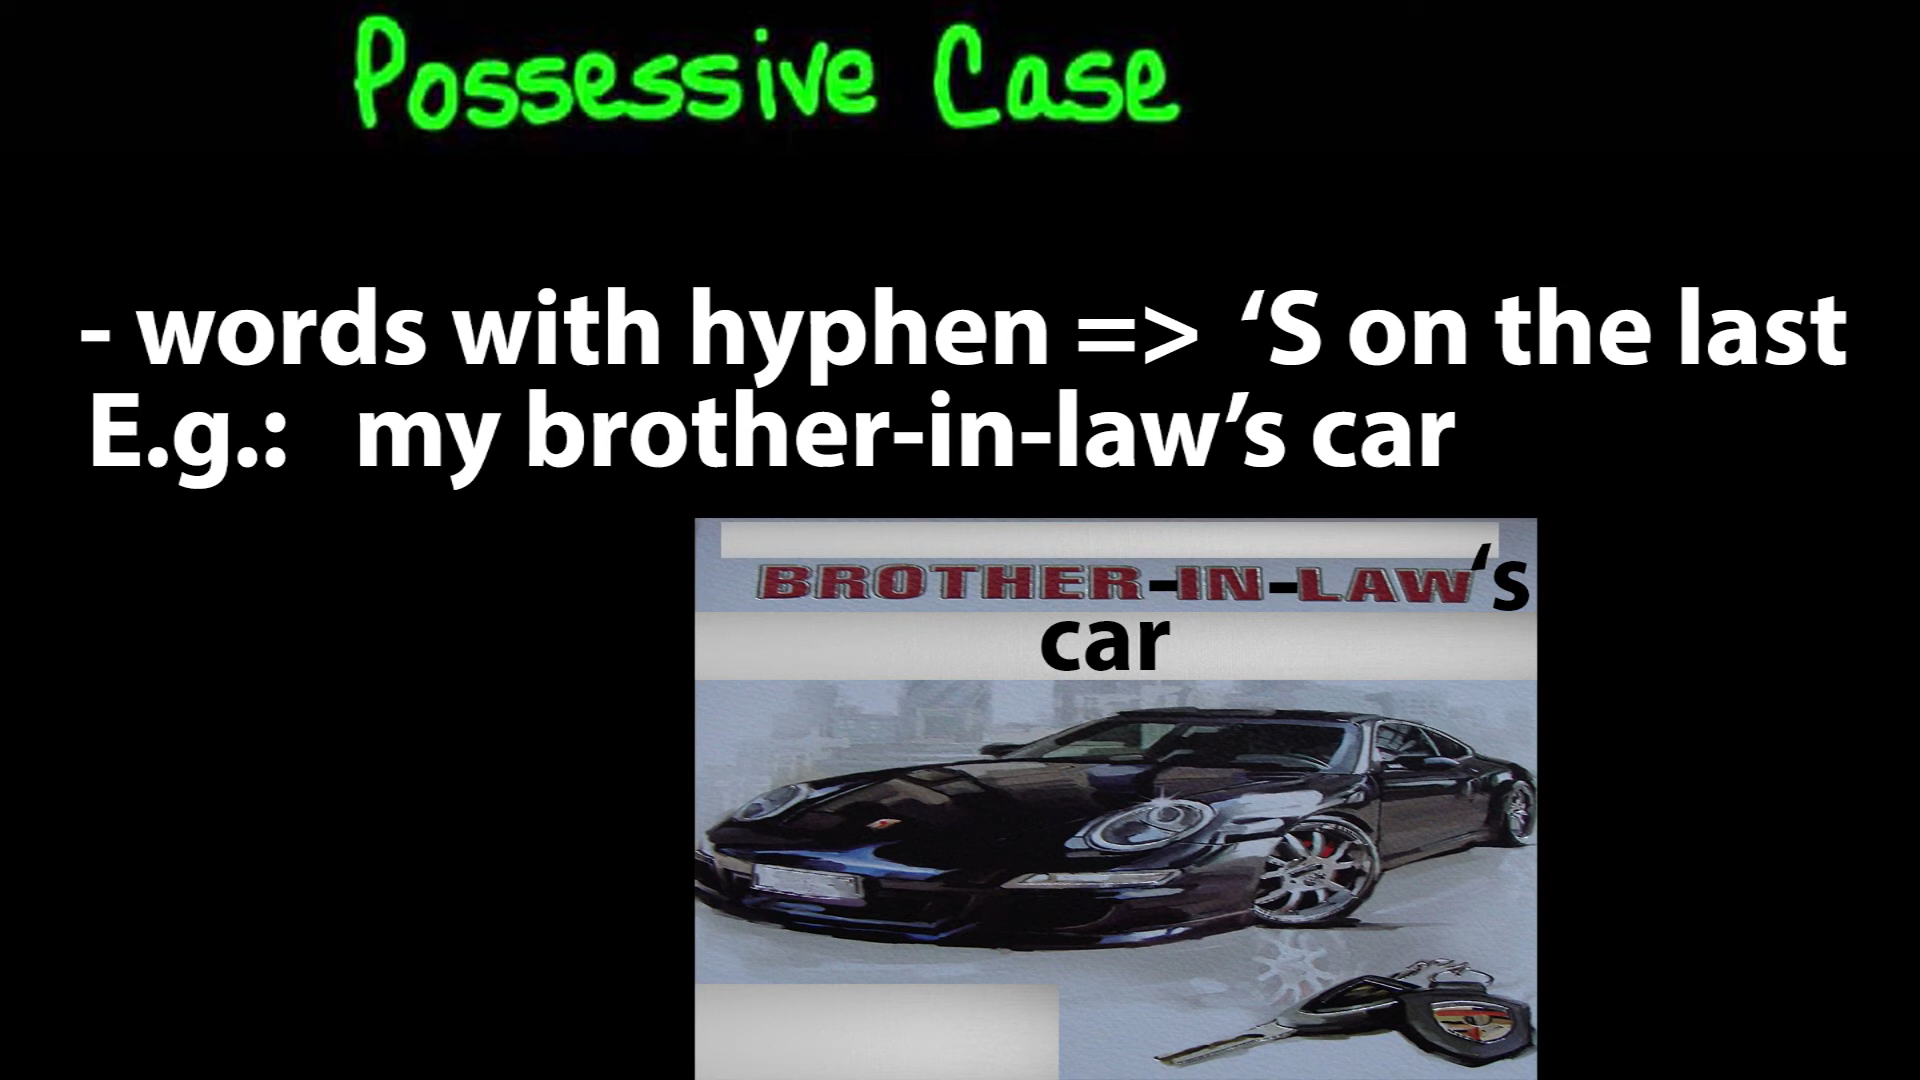 Possessive Case
- words with hyphen => ‘S on the last
E.g.: my brother-in-law’s car
BROTHER-IN-LAW‘s
car